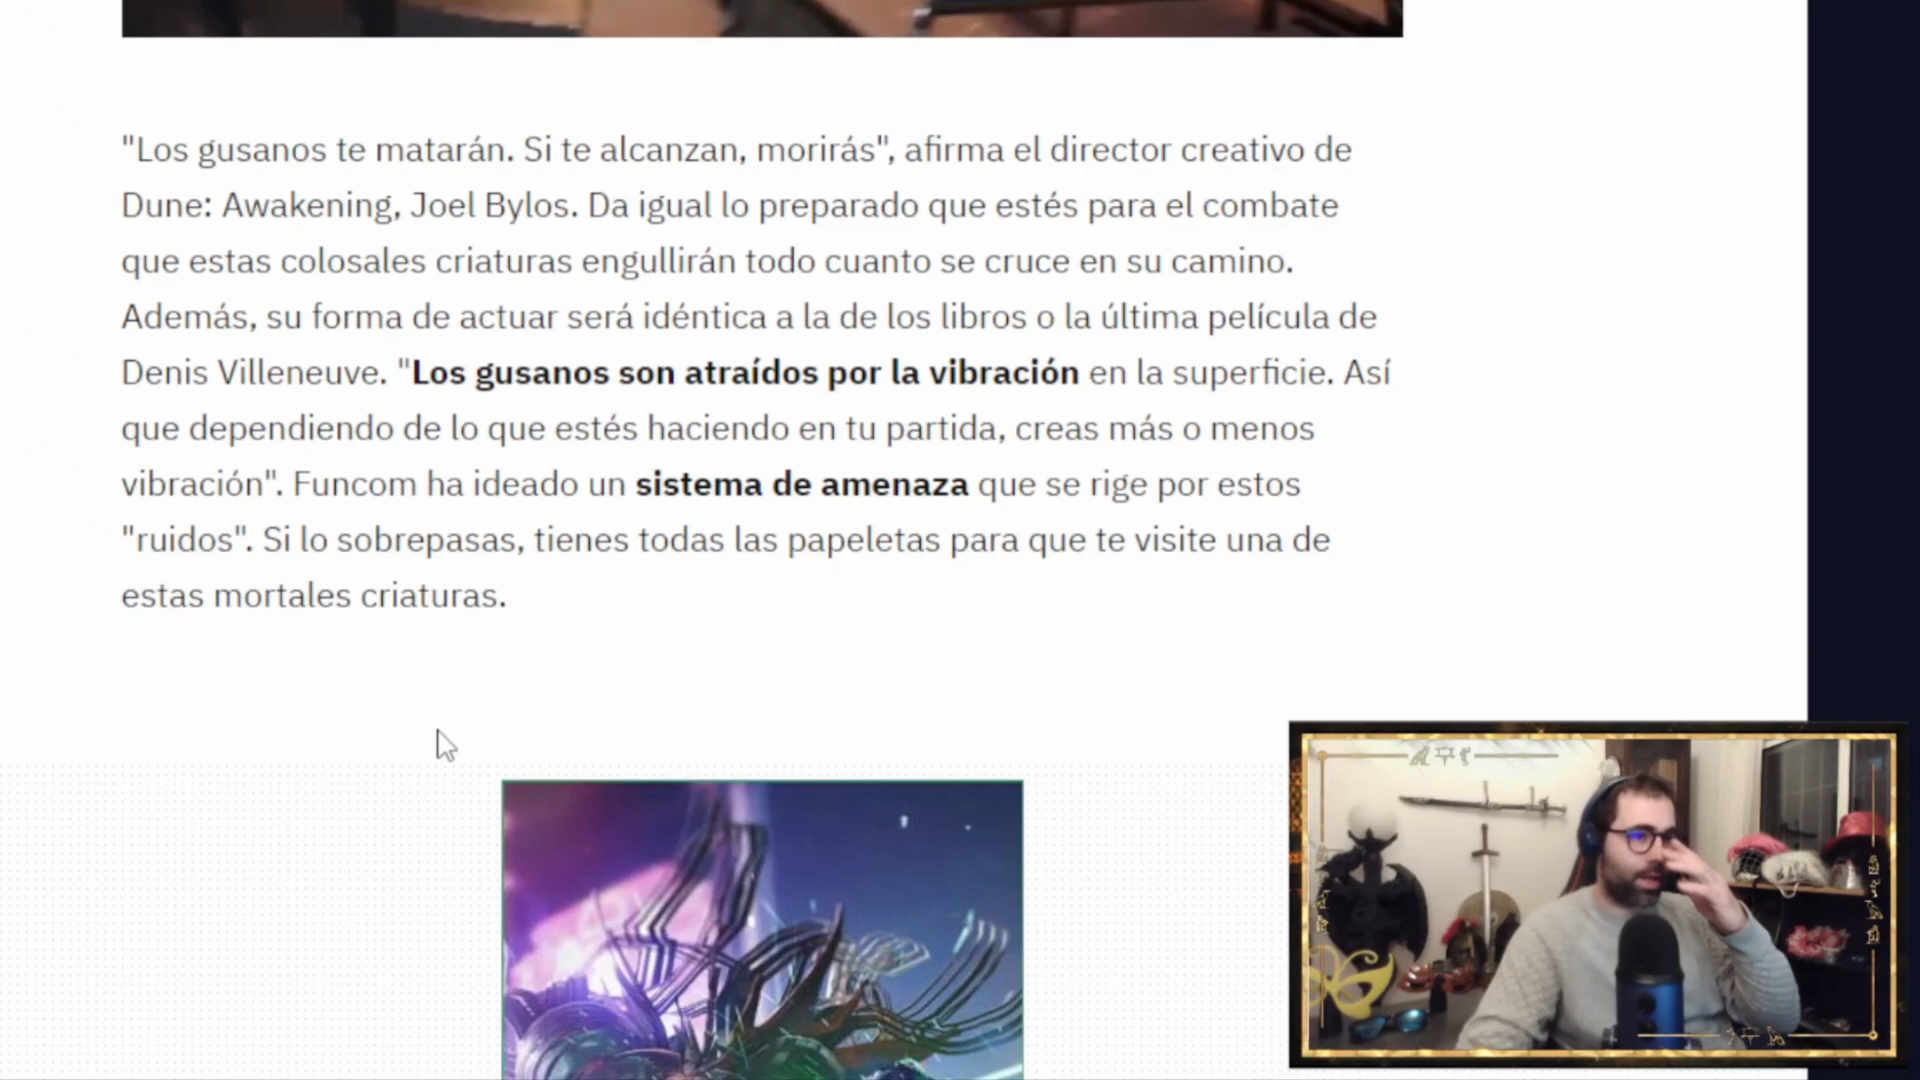 "Los gusanos te matarán. Si te alcanzan, morirás", afirma el director creativo de
Dune: Awakening, Joel Bylos. Da igual lo preparado que estés para el combate
que estas colosales criaturas engullirán todo cuanto se cruce en su camino.
Además, su forma de actuar será idéntica a la de los libros o la última película de
Denis Villeneuve. "Los gusanos son atraídos por la vibración en la superficie. Así
que dependiendo de lo que estés haciendo en tu partida, creas más o menos
vibración". Funcom ha ideado un sistema de amenaza que se rige por estos
"ruidos". Si lo sobrepasas, tienes todas las papeletas para que te visite una de
estas mortales criaturas.